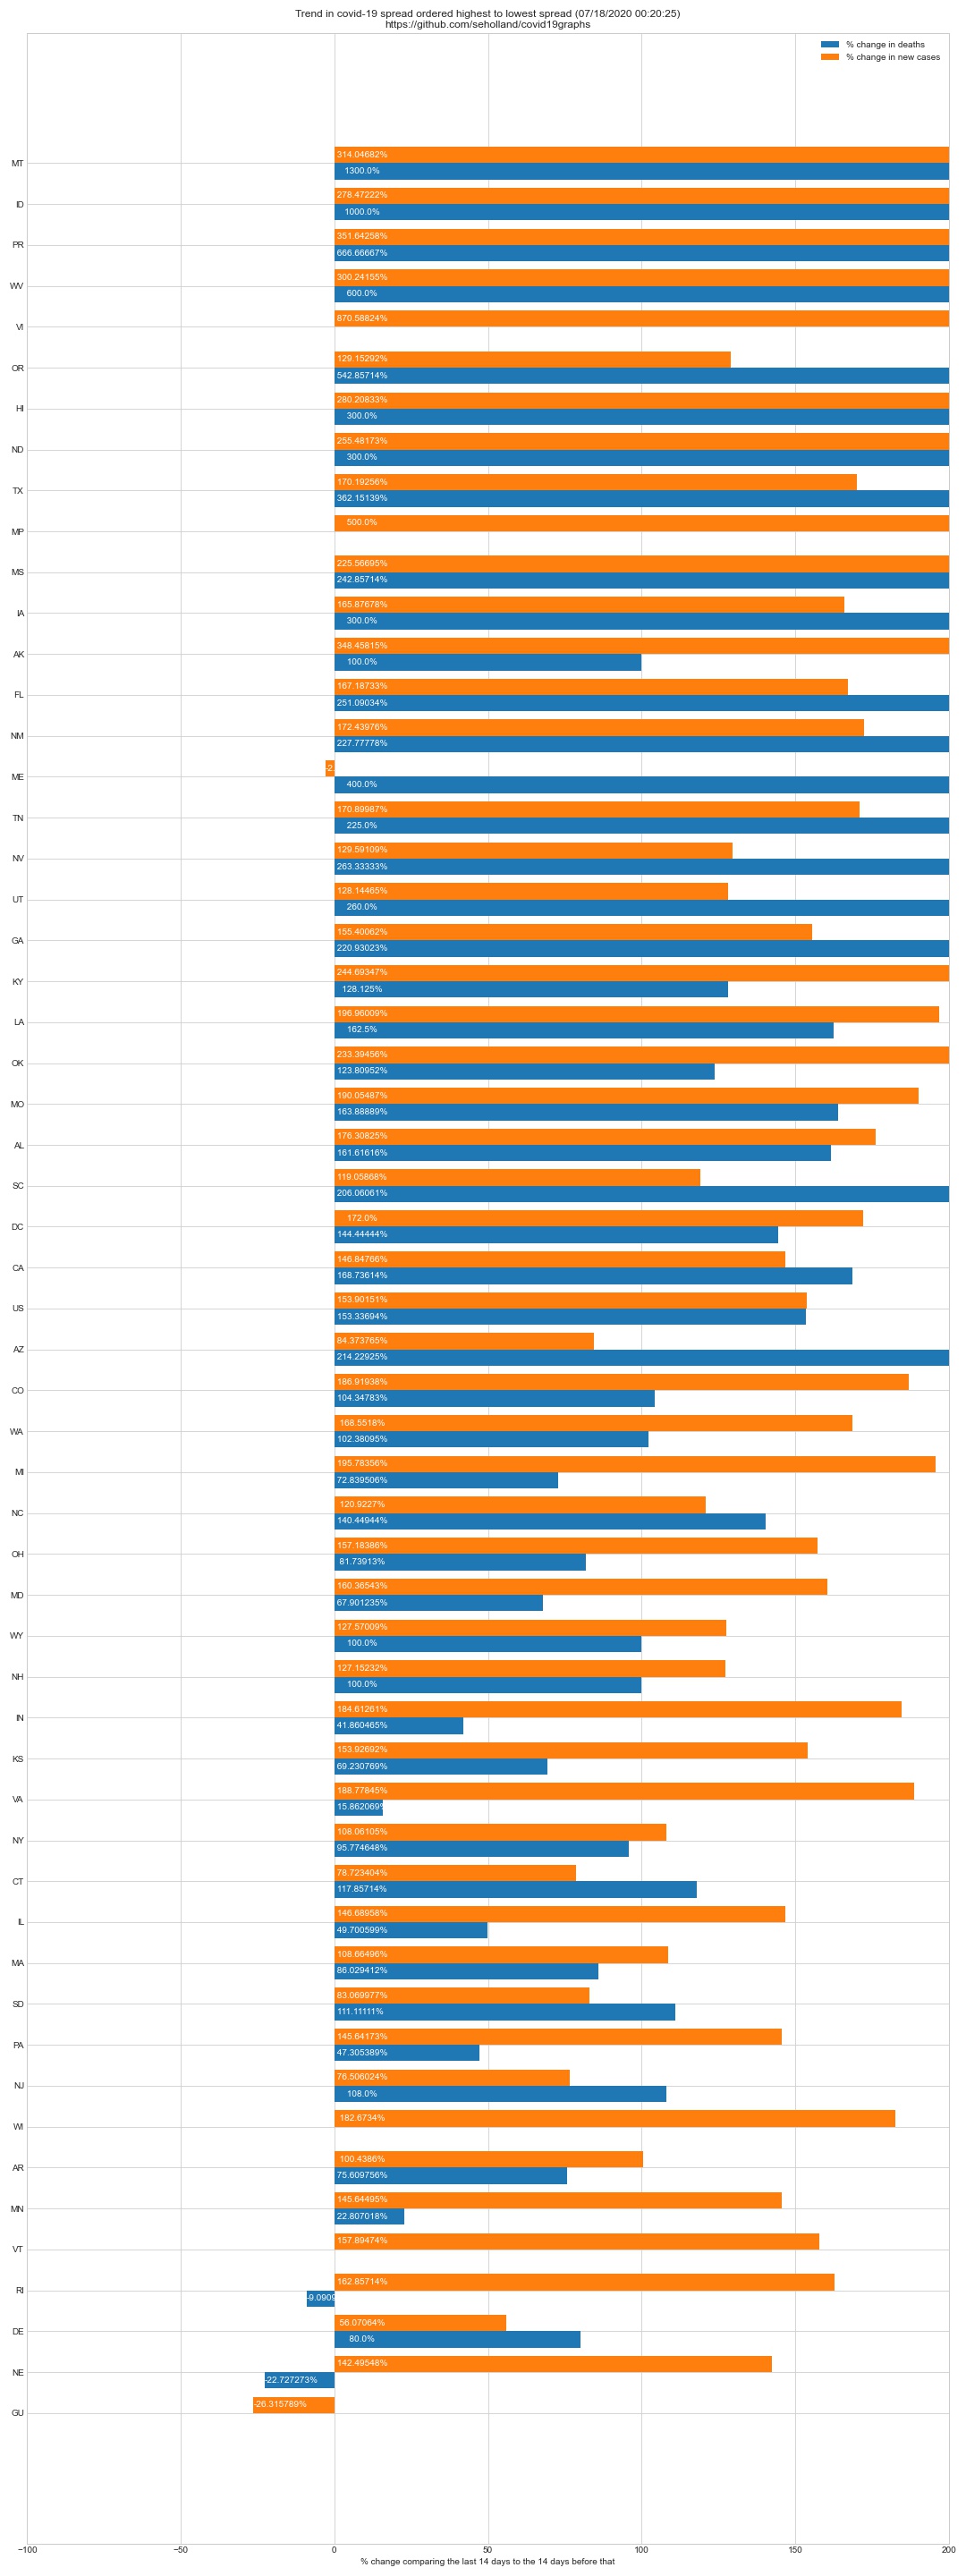 Trend in covid-19 spread ordered highest to lowest spread (07/18/2020 00:20:25)
https://github.com/seholland/covid19graphs
% change in deaths
% change in new cases
314.04682%
MT
1300.0%
278.47222%
ID
1000.0%
351.64258%
PR
666.66667%
300.24155%
WV
600.0%
870.58824%
VI
129.15292%
OR
542.85714%
280.20833%
HI
300.0%
255.48173%
ND
300.0%
170.19256%
TX
362.15139%
500.0%
MP
225.56695%
MS
242.85714%
165.87678%
IA
300.0%
348.45815%
AK
100.0%
167.18733%
FL
251.09034%
172.43976%
NM
227.77778%
-2.
ME
400.0%
170.89987%
TN
225.0%
129.59109%
NV
263.33333%
128.14465%
UT
260.0%
155.40062%
GA
220.93023%
244.69347%
KY
128.125%
196.96009%
LA
162.5%
233.39456%
OK
123.80952%
190.05487%
MO
163.88889%
176.30825%
AL
161.61616%
119.05868%
SC
206.06061%
172.0%
DC
144.44444%
146.84766%
CA
168.73614%
153.90151%
US
153.33694%
84.373765%
AZ
214.22925%
186.91938%
CO
104.34783%
168.5518%
WA
102.38095%
195.78356%
MI
72.839506%
120.9227%
NC
140.44944%
157.18386%
OH
81.73913%
160.36543%
MD
67.901235%
127.57009%
WY
100.0%
127.15232%
NH
100.0%
184.61261%
IN
41.860465%
153.92692%
KS
69.230769%
188.77845%
VA
15.862069%
108.06105%
NY
95.774648%
78.723404%
CT
117.85714%
146.68958%
IL
49.700599%
108.66496%
MA
86.029412%
83.069977%
SD
111.11111%
145.64173%
PA
47.305389%
76.506024%
NJ
108.0%
182.6734%
WI
100.4386%
AR
75.609756%
145.64495%
MN
22.807018%
157.89474%
VT
162.85714%
RI
-9.0909
56.07064%
DE
80.0%
142.49548%
NE
-22.727273%
-26.315789%
GU
−100 −50 0 50 100 150 200
% change comparing the last 14 days to the 14 days before that